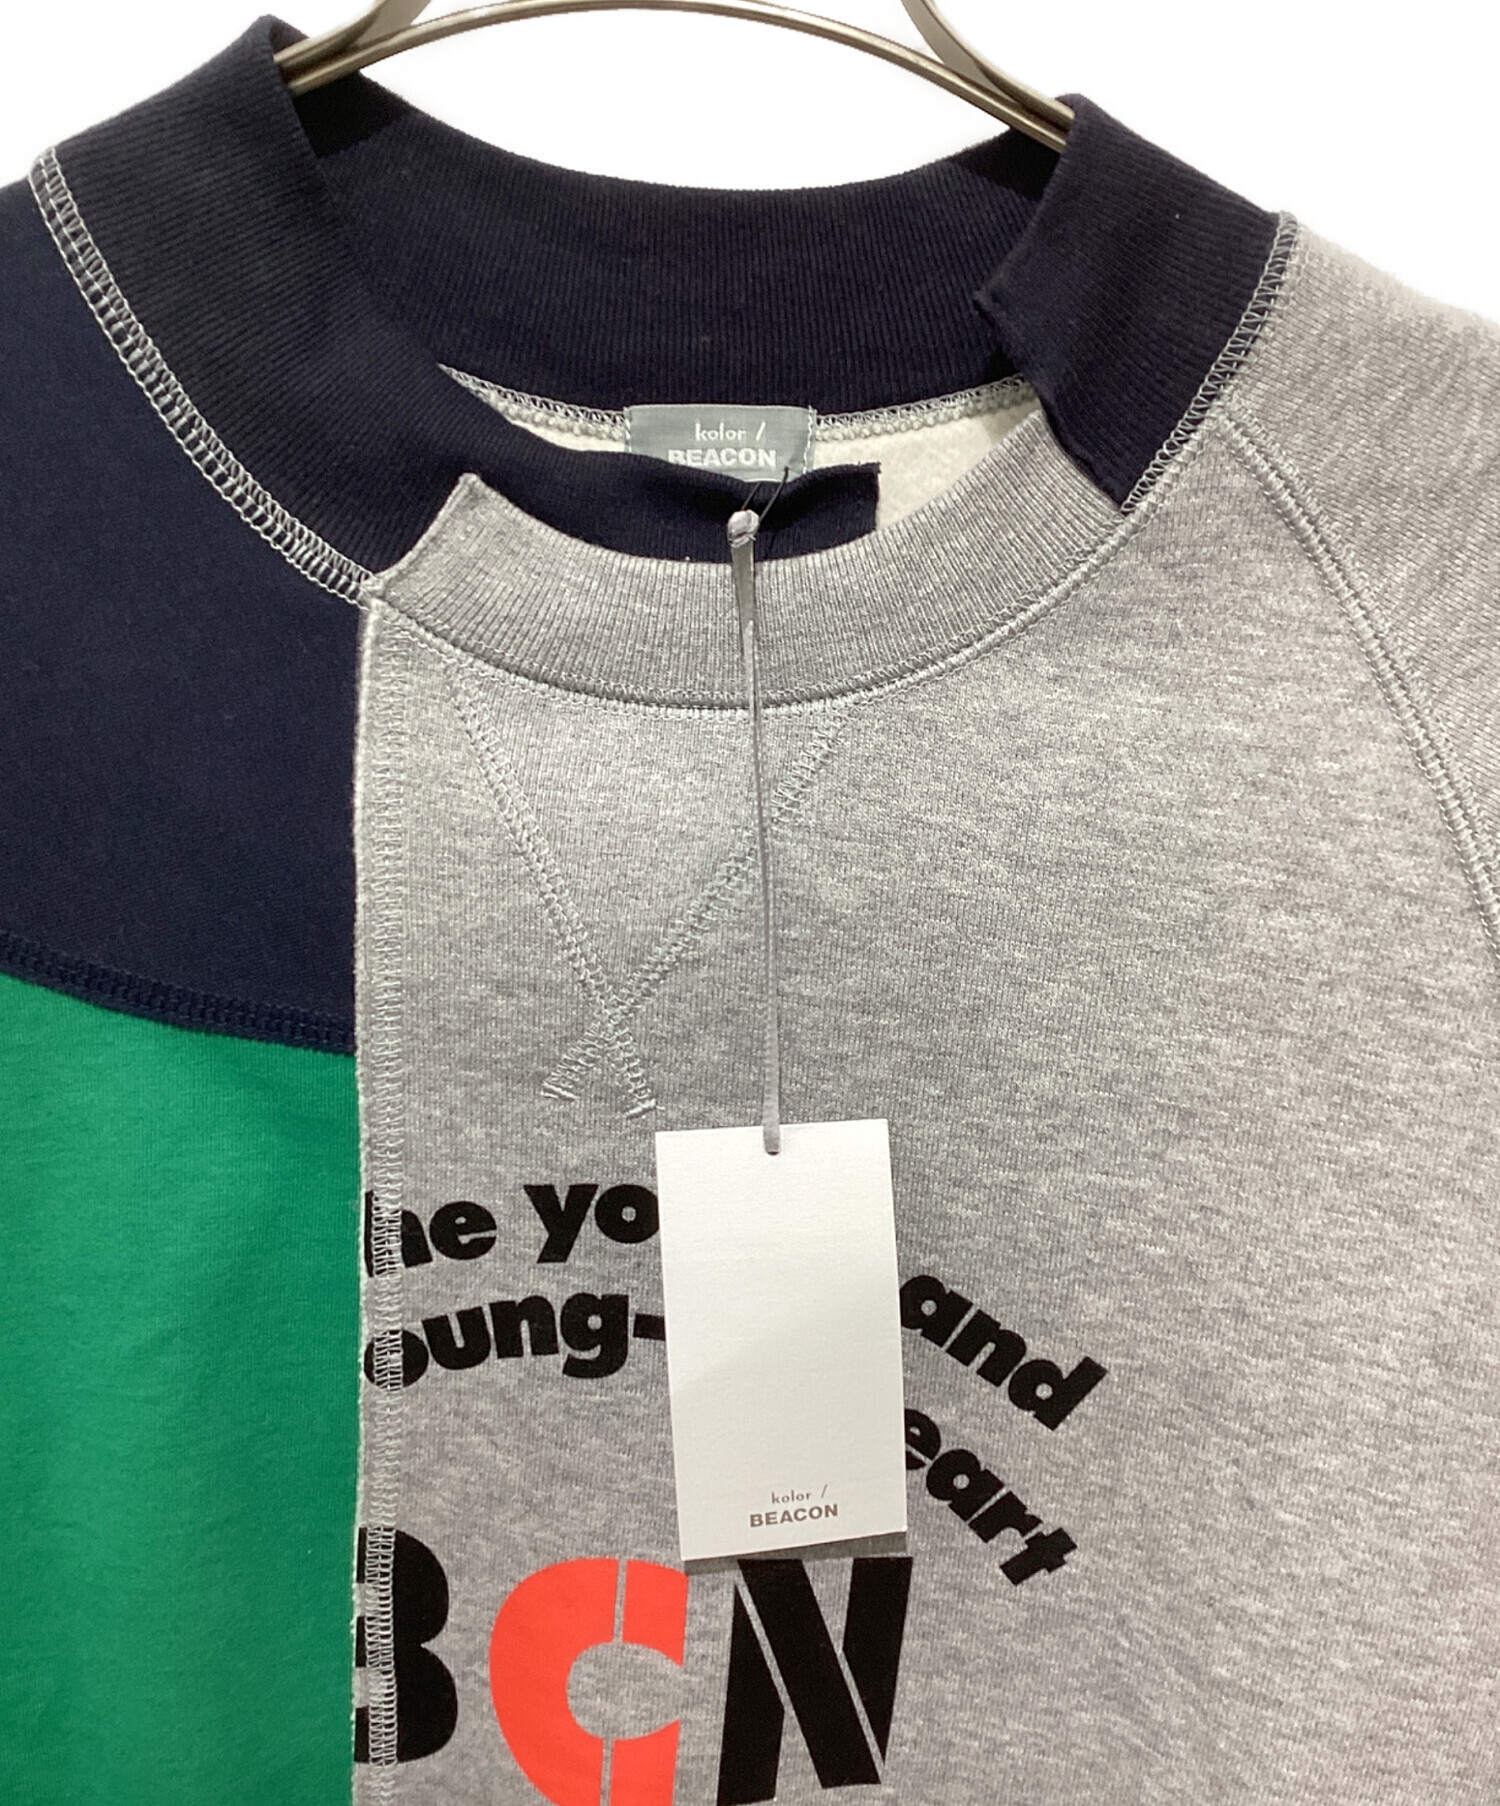 kolor /
BEACON
he yo and
oung- eart
kolor /
BEACON
BCN